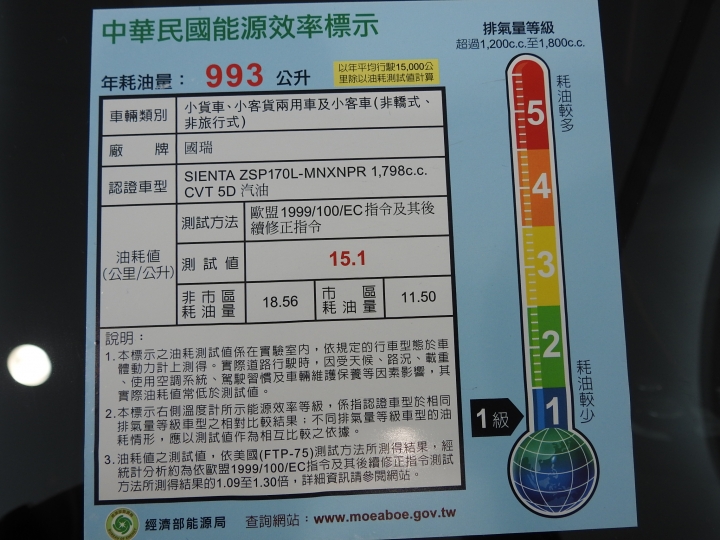 中華民國能源效率標示
年耗油量： 993 公升
以年平均行駛15,000公
里除以油耗測試值計算
車輛類別
小貨車、小客貨兩用車及小客車(非轎式、
非旅行式)
廠 牌
國瑞
認證車型
SIENTA ZSP170L-MNXNPR 1,798c.c.
CVT 5D 汽油
油耗值
(公里/公升)
測試方法
歐盟1999/100/EC指令及其後
續修正指令
測 試 值
15.1
非市區
耗油量
18.56
市 區
耗油量
11.50
說明：
1.本標示之油耗測試值係在實驗室內，依規定的行車型態於車
體動力計上測得。實際道路行駛時，因受天候、路況、載重
、使用空調系統、駕駛習慣及車輛維護保養等因素影響，其
實際油耗值常低於測試值。
2.本標示右側溫度計所示能源效率等級，係指認證車型於相同
排氣量等級車型之相對比較結果；不同排氣量等級車型的油
耗情形，應以測試值作為相互比較之依據。
3.油耗值之測試值，依美國(FTP-75)測試方法所測得結果，經
統計分析約為依歐盟1999/100/EC指令及其後續修正指令測試
方法所測得結果的1.09至1.30倍，詳細資訊請參閱網站。
經濟部能源局 查詢網站：www.moeaboe.gov.tw
排氣量等級
超過1,200c.c.至1,800c.c.
耗油較多
5
4
3
2
1
耗油較少
1級